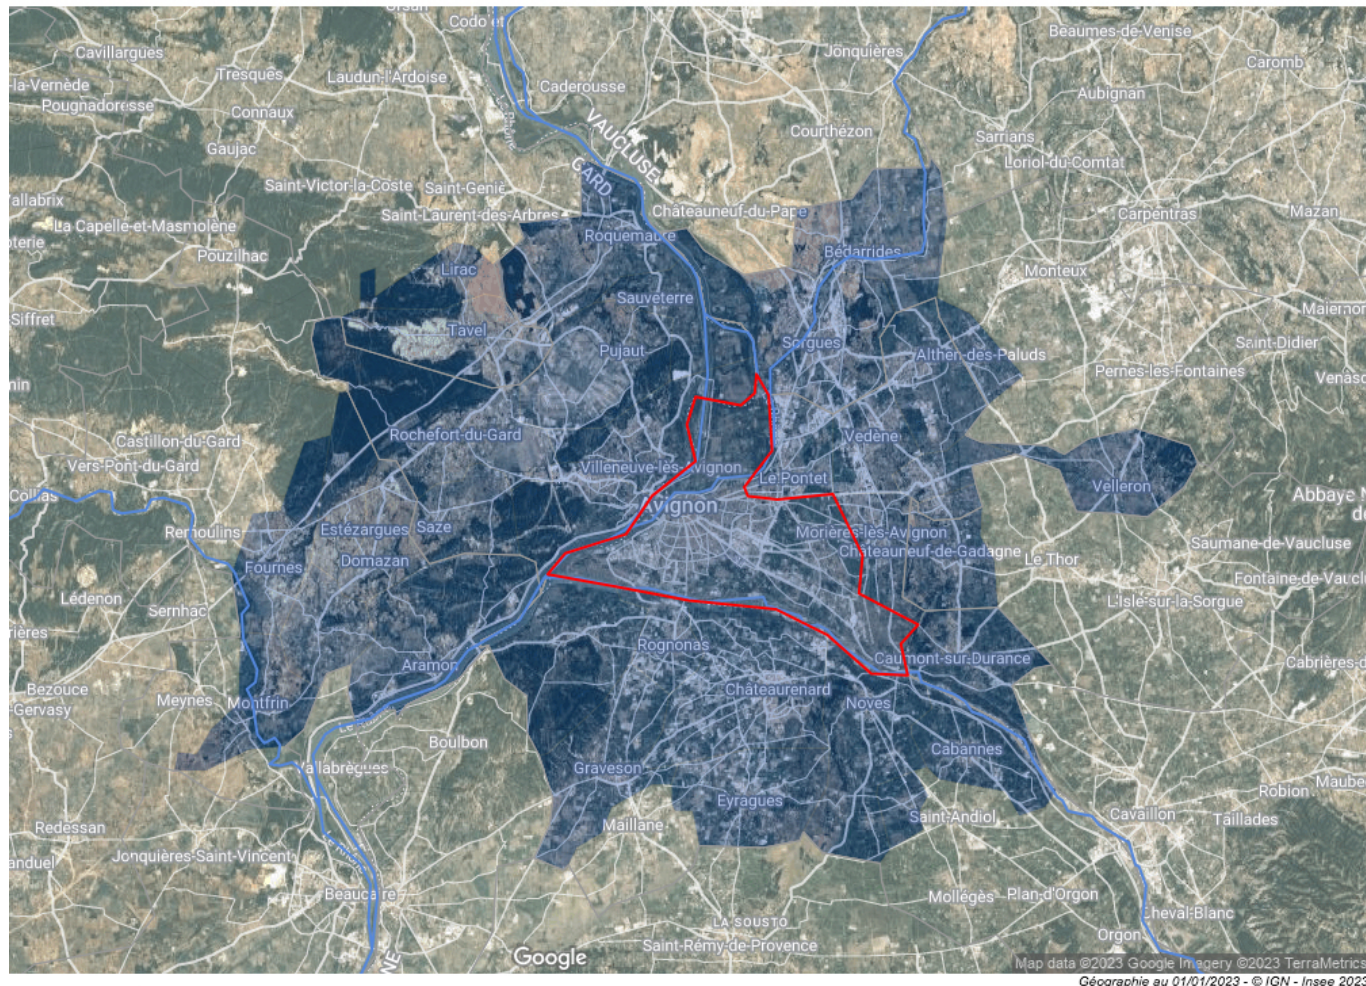 Codolet
Beaumes-de-Venise
Cavillargues
Jonquières
Caromb
Tresques
Laudun-l'Ardoise
-la-Vernède
Caderousse
Aubignan
Pougnadoresse
Connaux
VAUCLUSE
Courthézon
Sarrians
Gaujac
GARD
Loriol-du-Comtat
Saint-Victor-la-Coste
Saint-Geniè
Vallabrix
Saint-Laurent-des-Arbres
Châteauneuf-du-Pape
Carpentras
Mazan
La Capelle-et-Masmolène
Roquemaure
Pouzilhac
Bédarrides
Lirac
Monteux
Sauveterre
Siffret
Tavel
Sorgues
Saint-Didier
Pujaut
Althen-des-Paluds
Pernes-les-Fontaines
Venasq
Rochefort-du-Gard
Castillon-du-Gard
Vedène
Vers-Pont-du-Gard
Villeneuve-lès-Avignon
Le Pontet
Velleron
Collias
Abbaye
Avignon
Remoulins
Estézargues
Saze
Morières-lès-Avignon
Saumane-de-Vaucluse
Châteauneuf-de-Gadagne
Fournes
Domazan
Le Thor
Fontaine-de-Vaucl
Lédenon
Sernhac
L'Isle-sur-la-Sorgue
Rognonas
Aramon
Caumont-sur-Durance
Cabrières-d
Bezouce
Châteaurenard
Meynes
Montfrin
Noves
-Gervasy
Boulbon
Cabannes
Vallabrègues
Graveson
Robion
Eyragues
Saint-Andiol
Cavaillon
Taillades
Redessan
Maillane
Jonquières-Saint-Vincent
Beaucaire
Mollégès
Plan-d'Orgon
Cheval-Blanc
LA SOUSTO
Orgon
Saint-Rémy-de-Provence
Google
Map data ©2023 Google Imagery ©2023 TerraMetrics
Géographie au 01/01/2023 - © IGN - Insee 2023